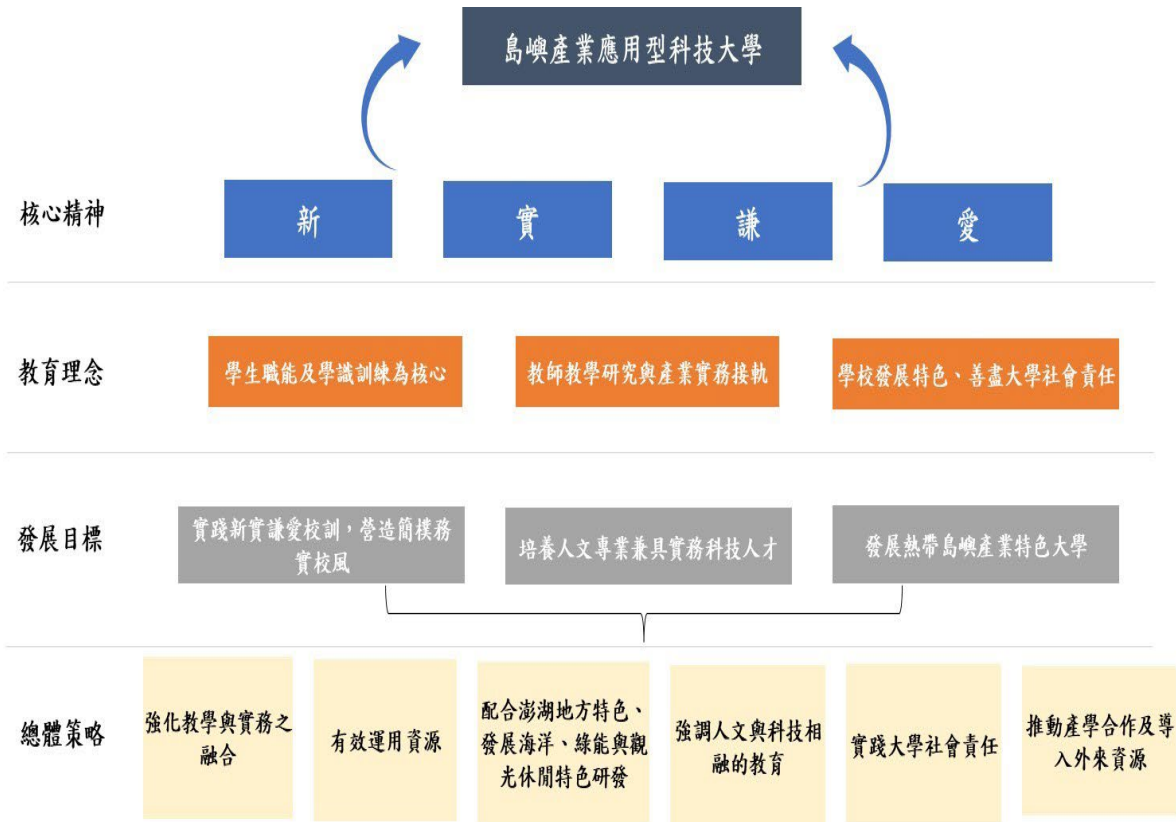 島嶼產業應用型科技大學
核心精神
新
實
謙
愛
教育理念
學生職能及學識訓練為核心
教師教學研究與產業實務接軌
學校發展特色、善盡大學社會責任
發展目標
實踐新實謙愛校訓，營造簡樸務
實校風
培養人文專業兼具實務科技人才
發展熱帶島嶼產業特色大學
總體策略
強化教學與實務之
融合
有效運用資源
配合澎湖地方特色、
發展海洋、綠能與觀
光休閒特色研發
強調人文與科技相
融的教育
實踐大學社會責任
推動產學合作及導
入外來資源